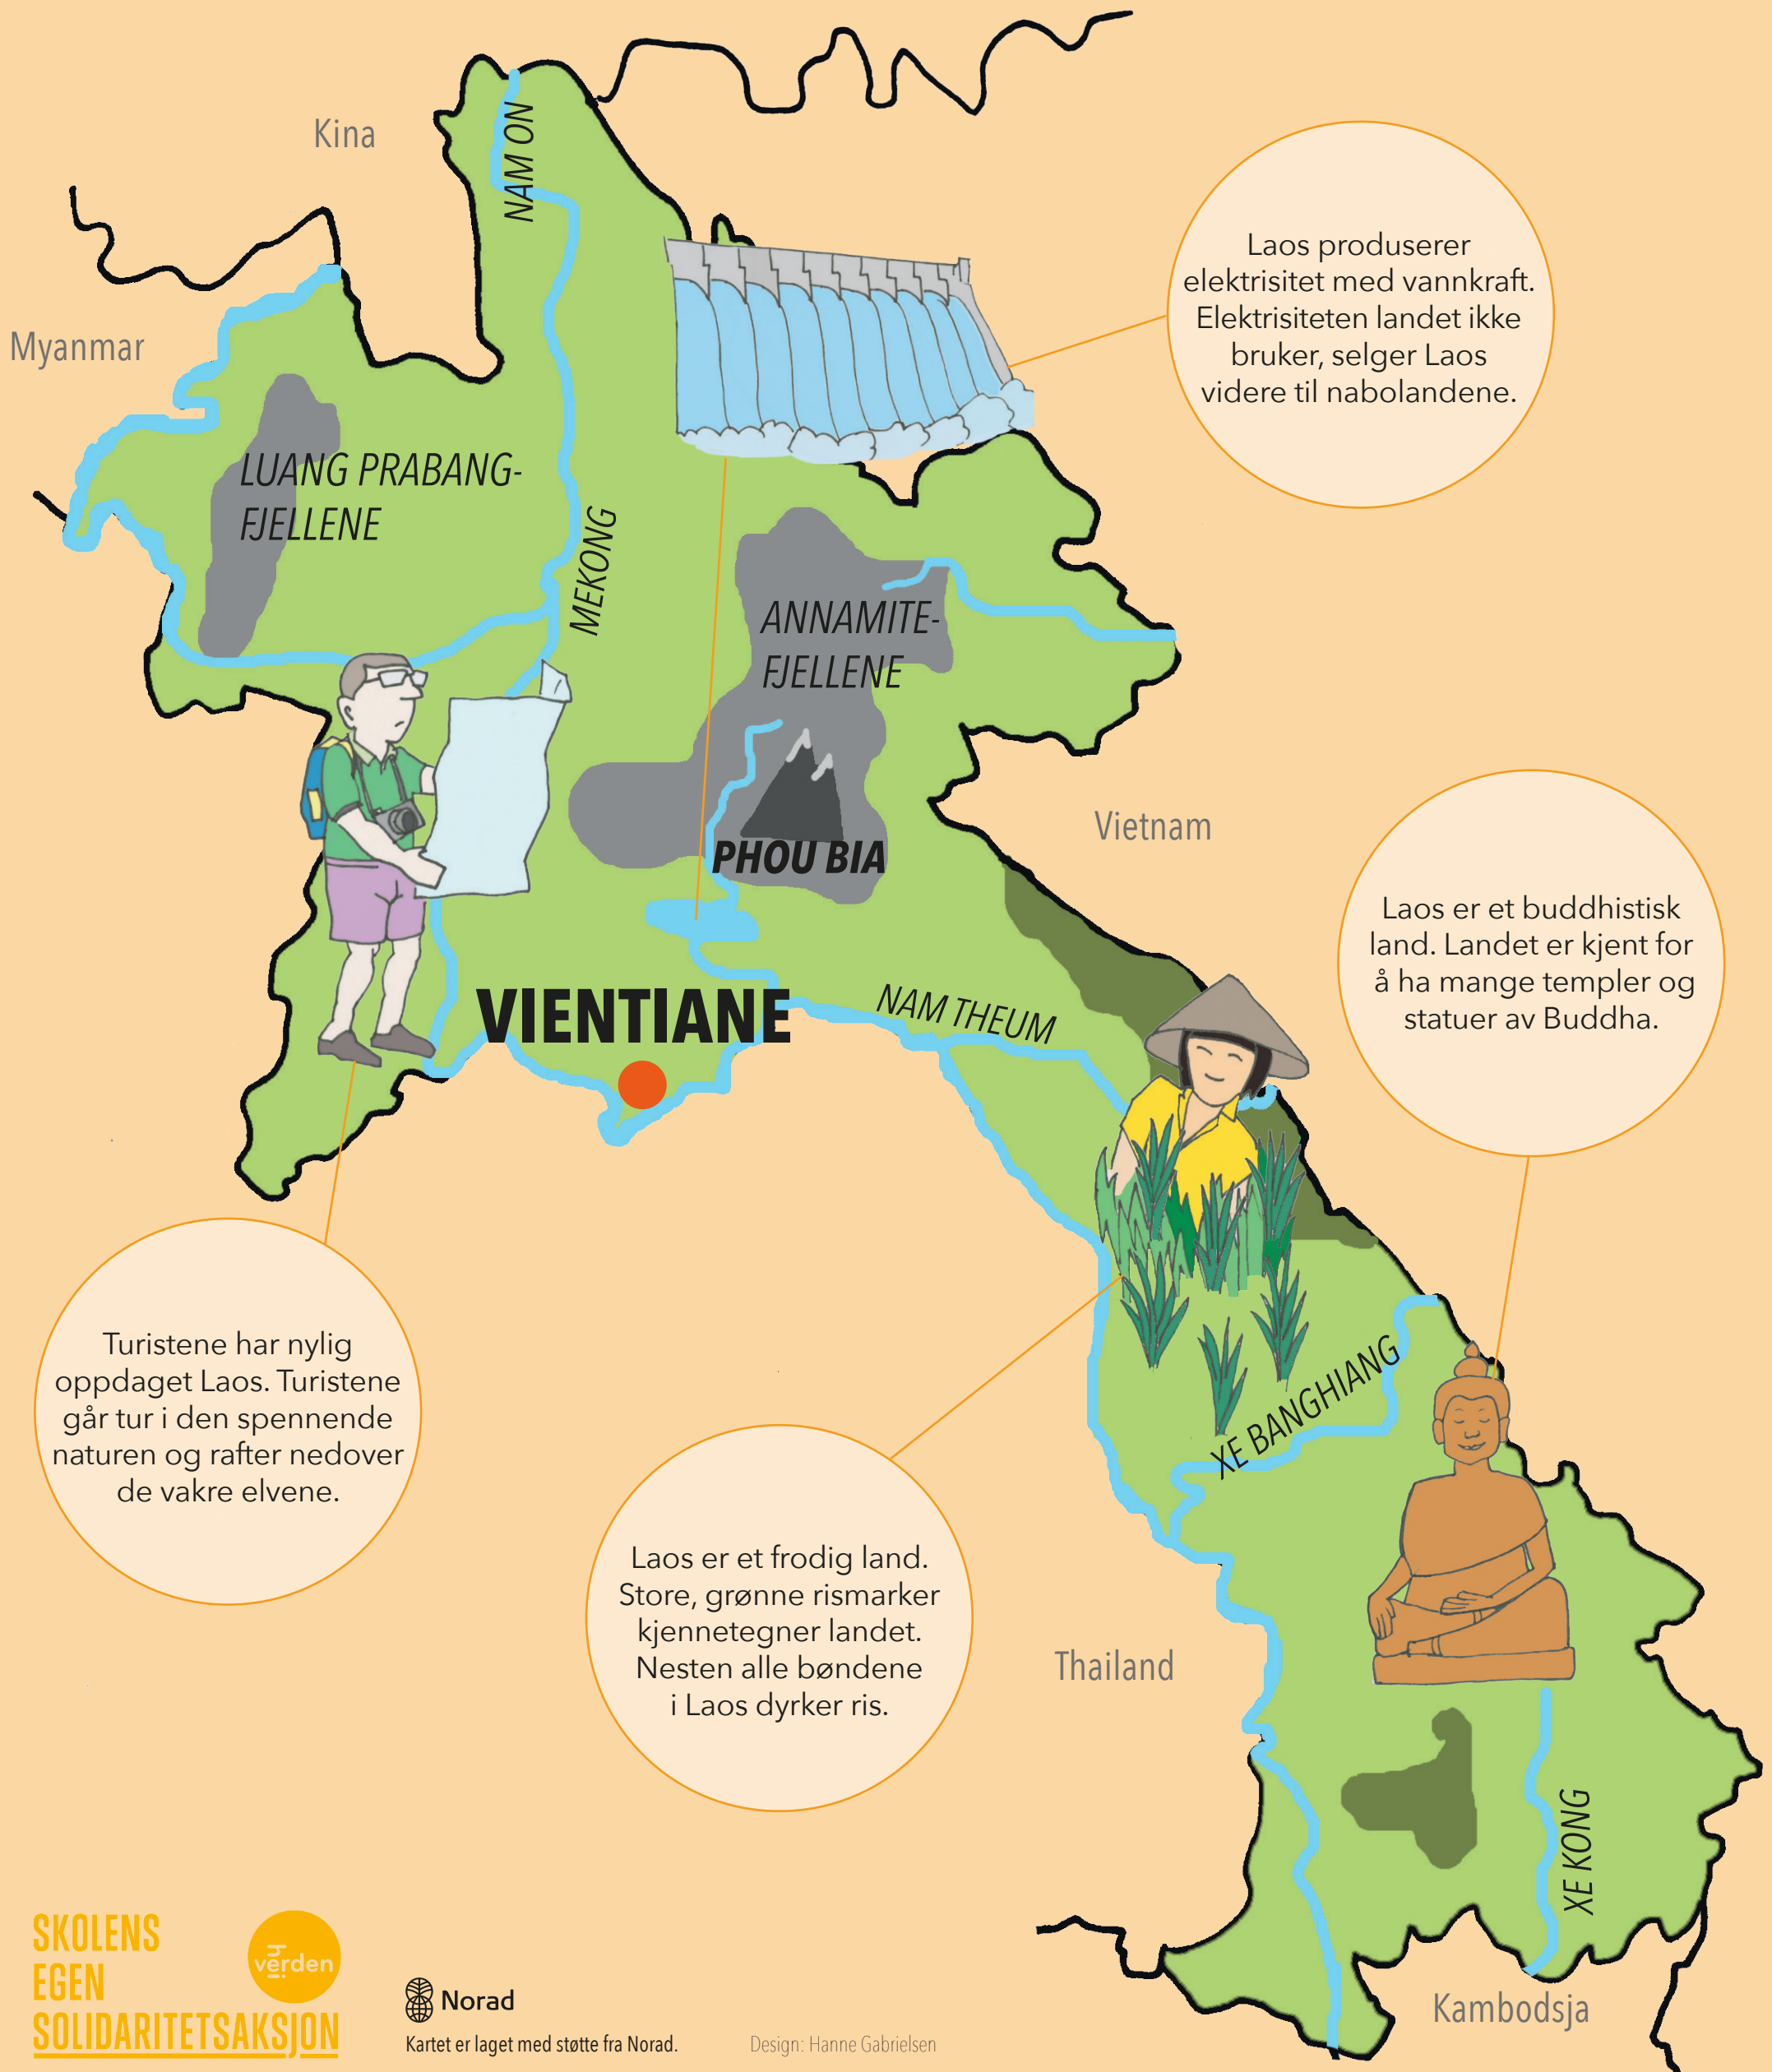 Kina
NAM ON
Laos produserer
elektrisitet med vannkraft.
Elektrisiteten landet ikke
bruker, selger Laos
videre til nabolandene.
Myanmar
LUANG PRABANG-
FJELLENE
MEKONG
ANNAMITE-
FJELLENE
PHOU BIA
Vietnam
Laos er et buddhistisk
land. Landet er kjent for
å ha mange templer og
statuer av Buddha.
VIENTIANE
NAM THEUM
Turistene har nylig
oppdaget Laos. Turistene
går tur i den spennende
naturen og rafter nedover
de vakre elvene.
XE BANGHIANG
Laos er et frodig land.
Store, grønne rismarker
kjennetegner landet.
Nesten alle bøndene
i Laos dyrker ris.
Thailand
XE KONG
Kambodsja
SKOLENS
EGEN
SOLIDARITETSAKSJON
verden
Norad
Kartet er laget med støtte fra Norad.
Design: Hanne Gabrielsen